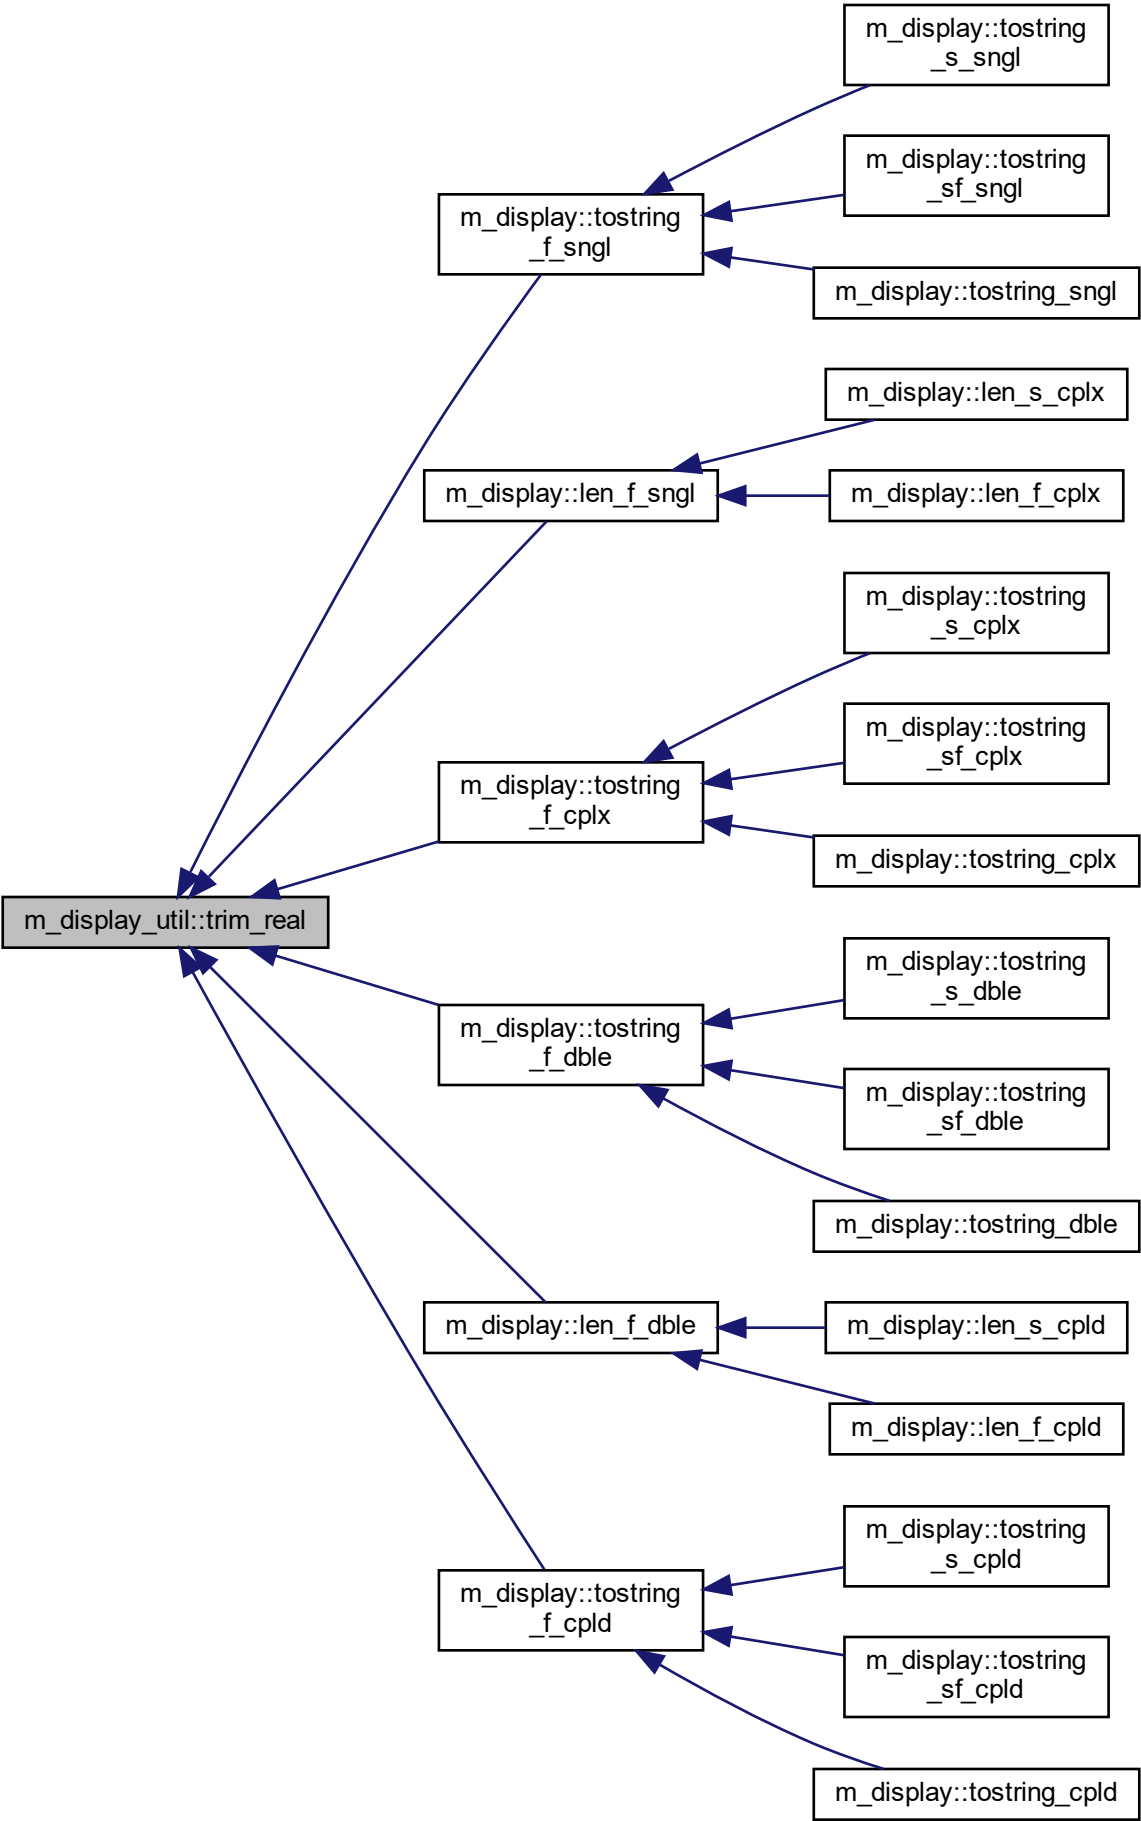 m_display::tostring
_s_sngl
m_display::tostring
_sf_sngl
m_display::tostring
_f_sngl
m_display::tostring_sngl
m_display::len_s_cplx
m_display::len_f_sngl
m_display::len_f_cplx
m_display::tostring
_s_cplx
m_display::tostring
_sf_cplx
m_display::tostring
_f_cplx
m_display::tostring_cplx
m_display_util::trim_real
m_display::tostring
_s_dble
m_display::tostring
_f_dble
m_display::tostring
_sf_dble
m_display::tostring_dble
m_display::len_f_dble
m_display::len_s_cpld
m_display::len_f_cpld
m_display::tostring
_s_cpld
m_display::tostring
_f_cpld
m_display::tostring
_sf_cpld
m_display::tostring_cpld